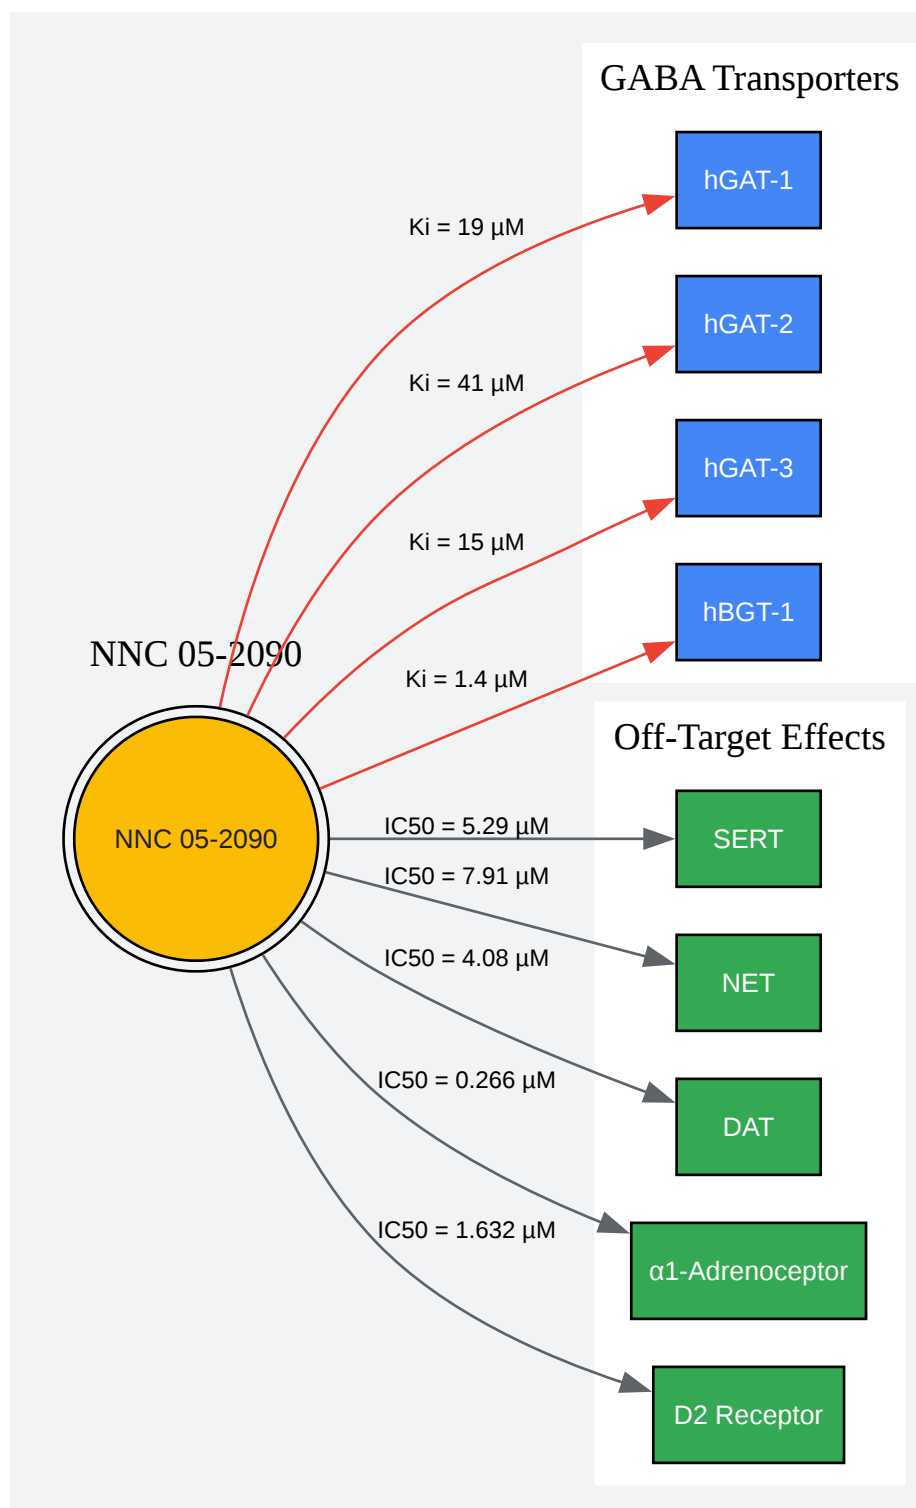 GABA Transporters
hGAT-1
Ki = 19 µM
hGAT-2
Ki = 41 µM
hGAT-3
Ki = 15 µM
hBGT-1
NNC 05-2090
Ki = 1.4 µM
Off-Target Effects
IC50 = 5.29 µM
NNC 05-2090
SERT
IC50 = 7.91 µM
IC50 = 4.08 µM
NET
IC50 = 0.266 µM
DAT
IC50 = 1.632 µM
α1-Adrenoceptor
D2 Receptor